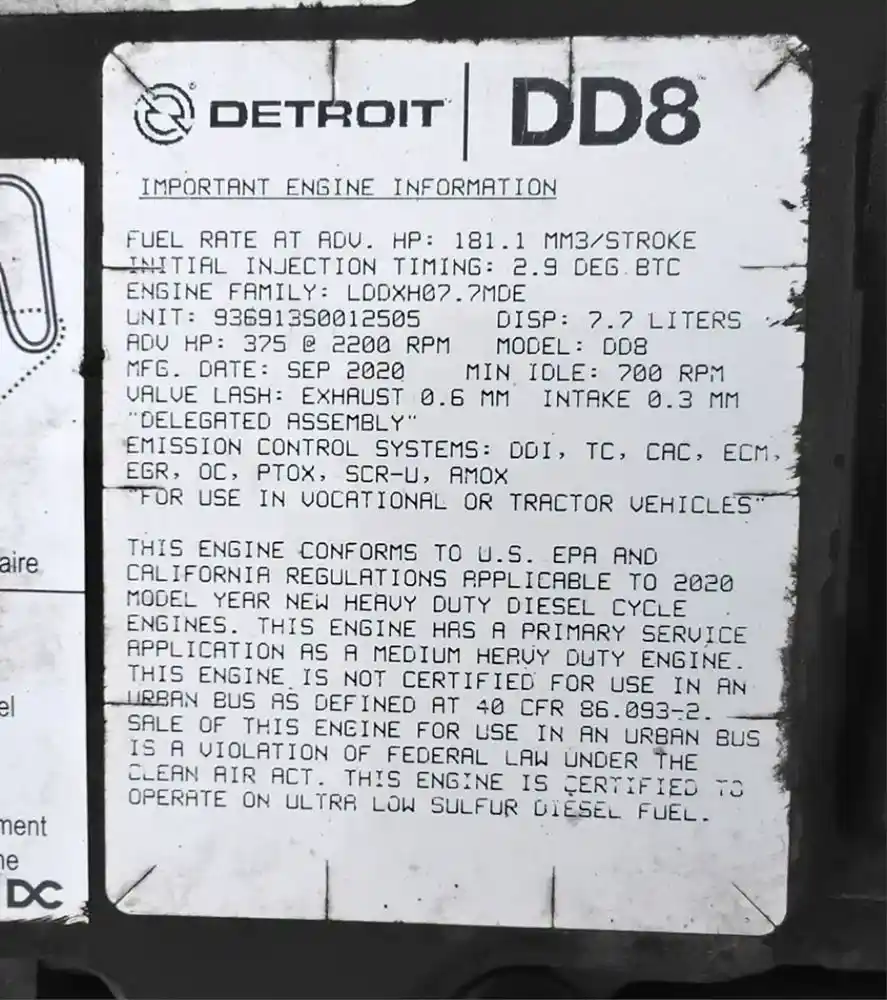 DETROIT DD8
IMPORTANT ENGINE INFORMATION
FUEL RATE AT ADV. HP: 181.1 MM3/STROKE
INITIAL INJECTION TIMING: 2.9 DEG.BTC
ENGINE FAMILY: LDDXH07.7MDE
UNIT: 936913S0012505 DISP: 7.7 LITERS
ADV HP: 375 @ 2200 RPM MODEL: DD8
MFG. DATE: SEP 2020 MIN IDLE: 700 RPM
VALVE LASH: EXHAUST 0.6 MM INTAKE 0.3 MM
"DELEGATED ASSEMBLY"
EMISSION CONTROL SYSTEMS: DDI, TC, CAC, ECM,
EGR, OC, PTOX, SCR-U, AMOX
"FOR USE IN VOCATIONAL OR TRACTOR VEHICLES"
THIS ENGINE CONFORMS TO U.S. EPA AND
CALIFORNIA REGULATIONS APPLICABLE TO 2020
MODEL YEAR NEW HEAVY DUTY DIESEL CYCLE
ENGINES. THIS ENGINE HAS A PRIMARY SERVICE
APPLICATION AS A MEDIUM HEAVY DUTY ENGINE.
THIS ENGINE IS NOT CERTIFIED FOR USE IN AN
URBAN BUS AS DEFINED AT 40 CFR 86.093-2.
SALE OF THIS ENGINE FOR USE IN AN URBAN BUS
IS A VIOLATION OF FEDERAL LAW UNDER THE
CLEAN AIR ACT. THIS ENGINE IS CERTIFIED TO
OPERATE ON ULTRA LOW SULFUR DIESEL FUEL.
aire
el
ment
ne
DC